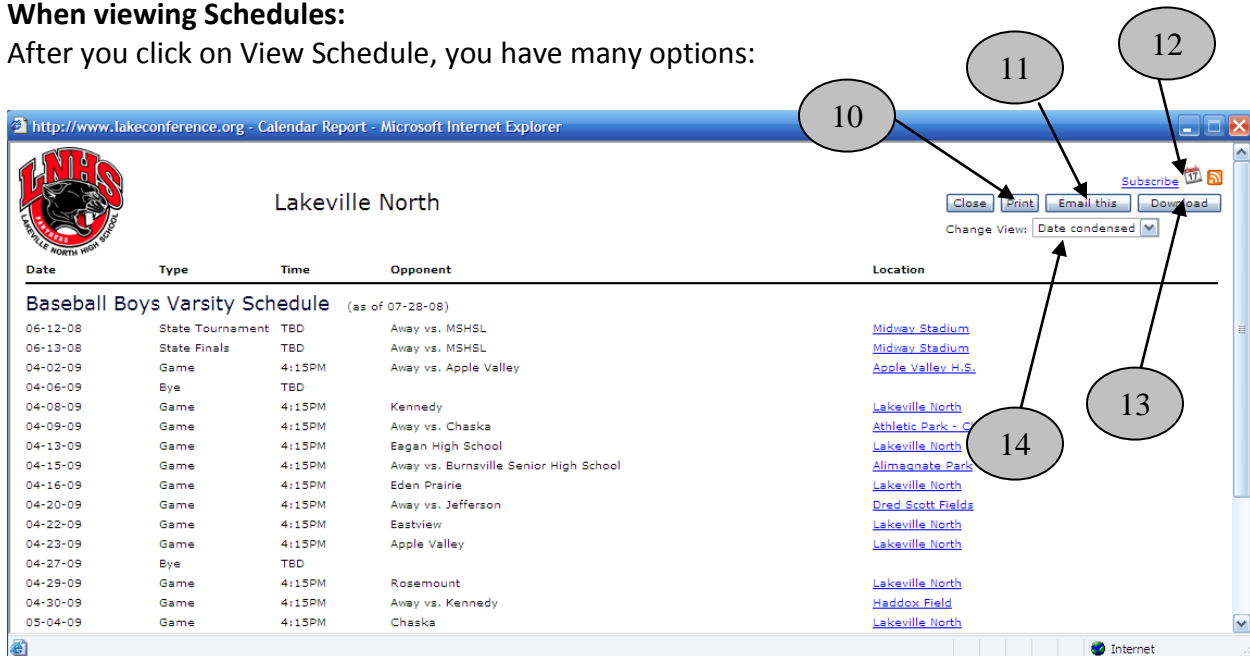 When viewing Schedules:
After you click on View Schedule, you have many options:
12
11
10
http://www.lakeconference.org - Calendar Report - Microsoft Internet Explorer
LNHS
PANTHERS
LAKEVILLE NORTH HIGH SCHOOL
Lakeville North
Subscribe 17
Close Print Email this Download
Change View: Date condensed
Date Type Time Opponent Location
Baseball Boys Varsity Schedule (as of 07-28-08)
06-12-08 State Tournament TBD Away vs. MSHSL Midway Stadium
06-13-08 State Finals TBD Away vs. MSHSL Midway Stadium
04-02-09 Game 4:15PM Away vs. Apple Valley Apple Valley H.S.
04-06-09 Bye TBD
04-08-09 Game 4:15PM Kennedy Lakeville North
04-09-09 Game 4:15PM Away vs. Chaska Athletic Park - C
13
04-13-09 Game 4:15PM Eagan High School Lakeville North
14
04-15-09 Game 4:15PM Away vs. Burnsville Senior High School Alimagnate Park
04-16-09 Game 4:15PM Eden Prairie Lakeville North
04-20-09 Game 4:15PM Away vs. Jefferson Dred Scott Fields
04-22-09 Game 4:15PM Eastview Lakeville North
04-23-09 Game 4:15PM Apple Valley Lakeville North
04-27-09 Bye TBD
04-29-09 Game 4:15PM Rosemount Lakeville North
04-30-09 Game 4:15PM Away vs. Kennedy Haddox Field
05-04-09 Game 4:15PM Chaska Lakeville North
Internet